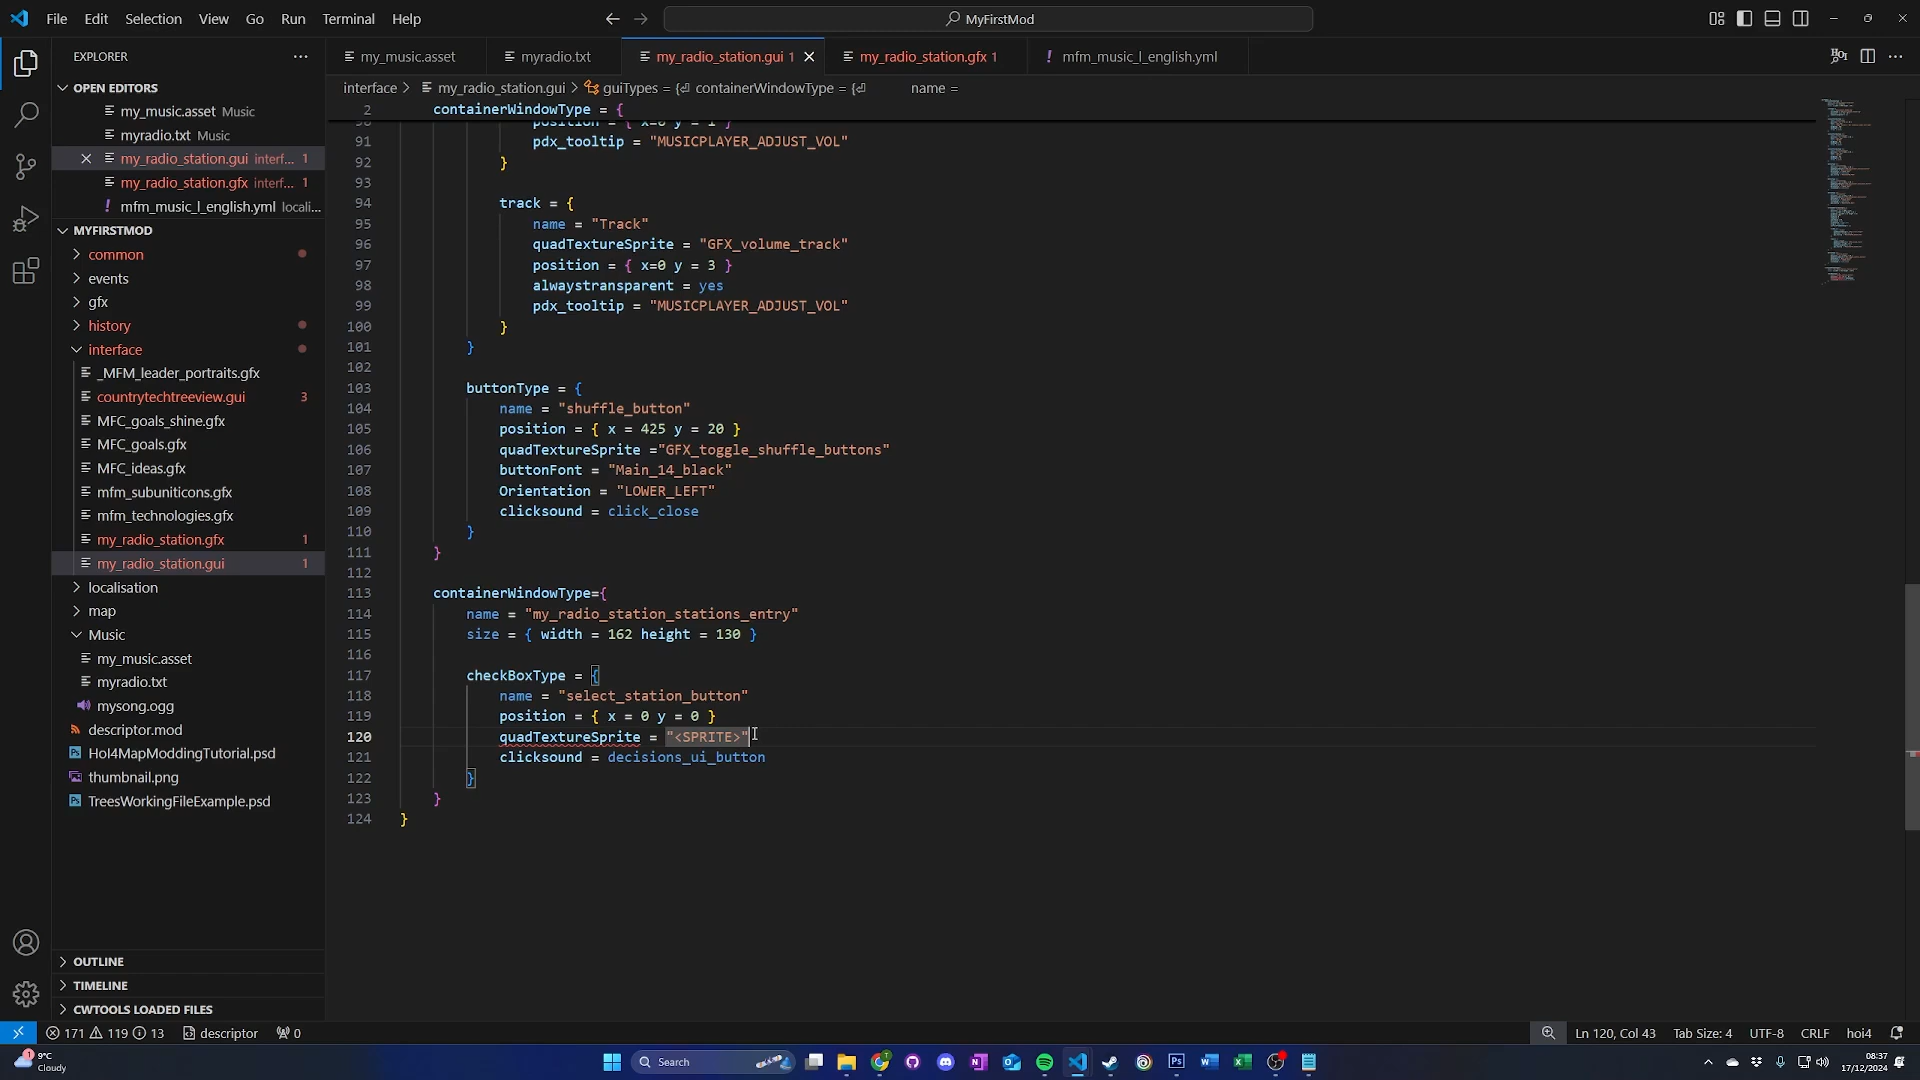 File Edit Selection View Go Run Terminal Help
MyFirstMod
EXPLORER
my_music.asset
myradio.txt
my_radio_station.gui 1
my_radio_station.gfx 1
! mfm_music_l_english.yml
interface > my_radio_station.gui > guiTypes = { containerWindowType = { name =
OPEN EDITORS
my_music.asset Music
myradio.txt Music
my_radio_station.gui interf... 1
my_radio_station.gfx interf... 1
! mfm_music_l_english.yml locali...
MYFIRSTMOD
common
events
gfx
history
interface
_MFM_leader_portraits.gfx
countrytechtreeview.gui 3
MFC_goals_shine.gfx
MFC_goals.gfx
MFC_ideas.gfx
mfm_subuniticons.gfx
mfm_technologies.gfx
my_radio_station.gfx 1
my_radio_station.gui 1
localisation
map
Music
my_music.asset
myradio.txt
mysong.ogg
descriptor.mod
HoI4MapModdingTutorial.psd
thumbnail.png
TreesWorkingFileExample.psd
OUTLINE
TIMELINE
CWTOOLS LOADED FILES
2 containerWindowType = {
90 position = { x=0 y = 1 }
91 pdx_tooltip = "MUSICPLAYER_ADJUST_VOL"
92 }
93
94 track = {
95 name = "Track"
96 quadTextureSprite = "GFX_volume_track"
97 position = { x=0 y = 3 }
98 alwaystransparent = yes
99 pdx_tooltip = "MUSICPLAYER_ADJUST_VOL"
100 }
101 }
102
103 buttonType = {
104 name = "shuffle_button"
105 position = { x = 425 y = 20 }
106 quadTextureSprite ="GFX_toggle_shuffle_buttons"
107 buttonFont = "Main_14_black"
108 Orientation = "LOWER_LEFT"
109 clicksound = click_close
110 }
111 }
112
113 containerWindowType={
114 name = "my_radio_station_stations_entry"
115 size = { width = 162 height = 130 }
116
117 checkBoxType = {
118 name = "select_station_button"
119 position = { x = 0 y = 0 }
120 quadTextureSprite = "<SPRITE>"
121 clicksound = decisions_ui_button
122 }
123 }
124 }
171 119 13 descriptor 0
Ln 120, Col 43 Tab Size: 4 UTF-8 CRLF hoi4
9°C
Cloudy
Search
08:37
17/12/2024